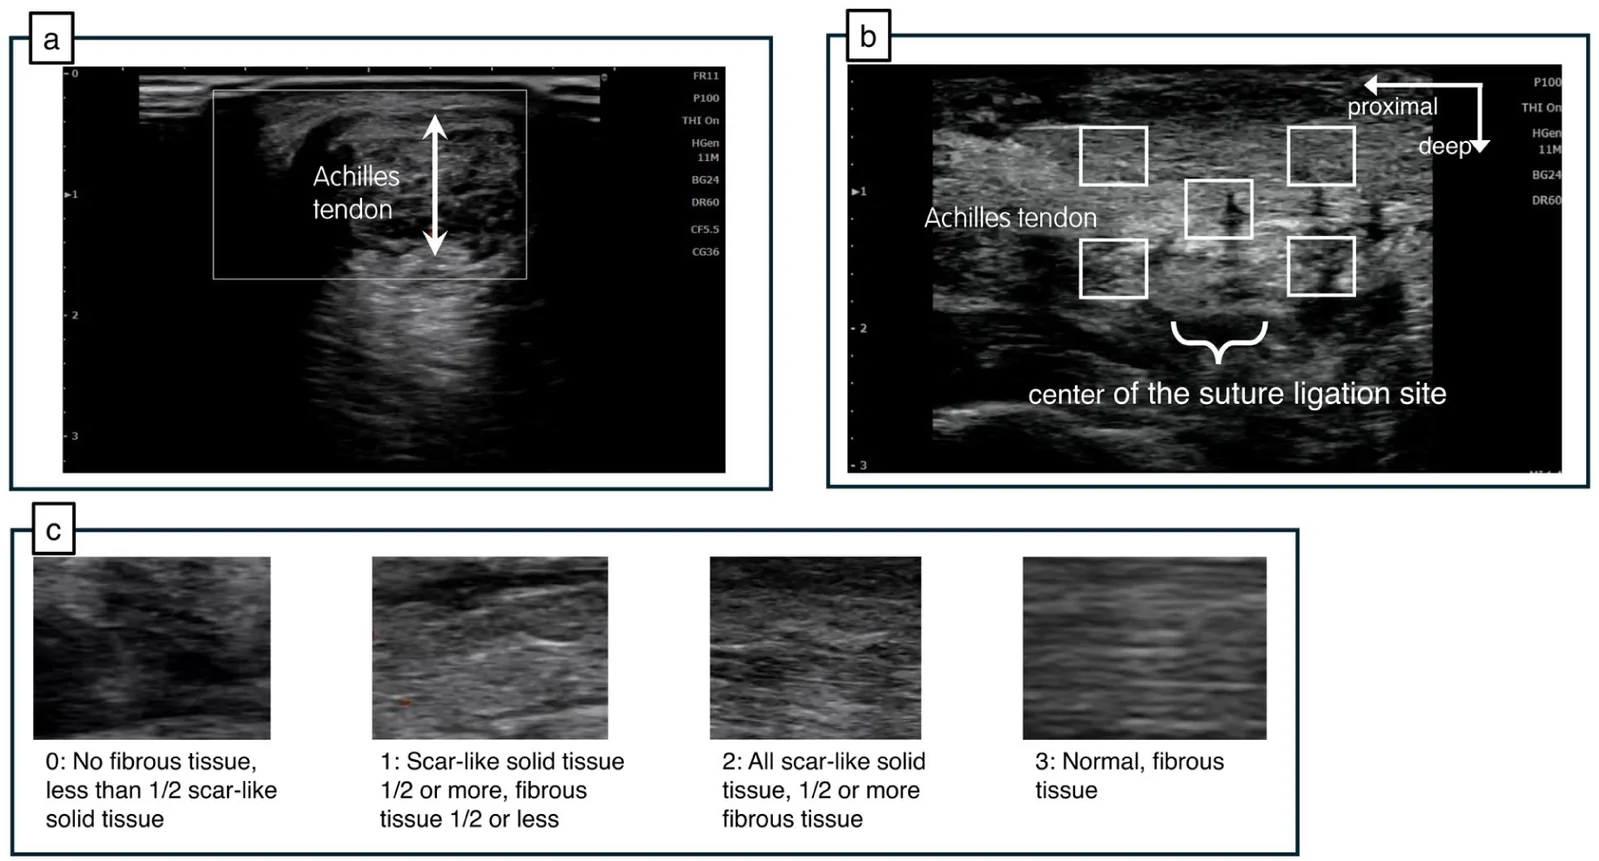 a
0
FR11
P100
THI On
HGen
11M
1
BG24
DR60
CF5.5
CG36
2
3
Achilles
tendon
b
P100
THI On
HGen
11M
BG24
DR60
1
2
3
proximal
deep
Achilles tendon
center of the suture ligation site
c
0: No fibrous tissue,
less than 1/2 scar-like
solid tissue
1: Scar-like solid tissue
1/2 or more, fibrous
tissue 1/2 or less
2: All scar-like solid
tissue, 1/2 or more
fibrous tissue
3: Normal, fibrous
tissue